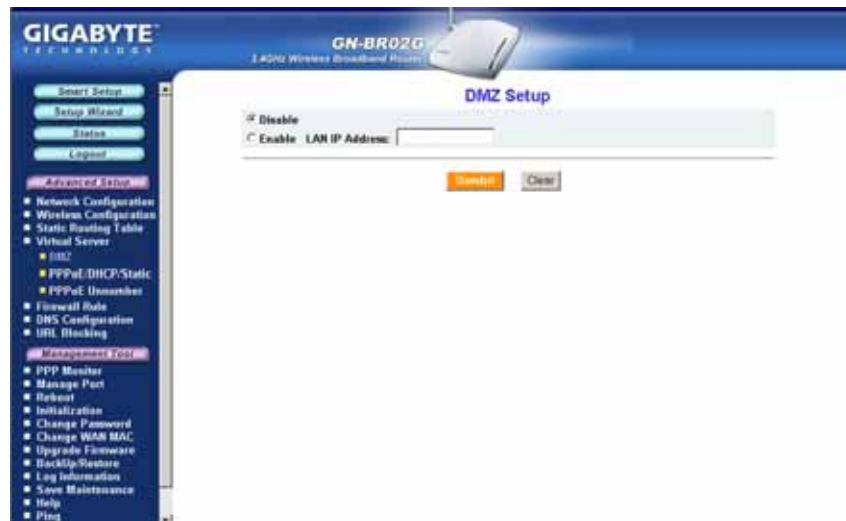 GIGABYTE
TECHNOLOGY
GN-BR02G
2.4GHz Wireless Broadband Router
Smart Setup
Setup Wizard
Status
Logout
Advanced Setup
Network Configuration
Wireless Configuration
Static Routing Table
Virtual Server
DMZ
PPPoE/DHCP/Static
PPPoE Unnumber
Firewall Rule
DNS Configuration
URL Blocking
Management Tool
PPP Moniter
Manage Port
Reboot
Initialization
Change Password
Change WAN MAC
Upgrade Firmware
BackUp/Restore
Log Information
Save Maintenance
Help
Ping
DMZ Setup
Disable
Enable LAN IP Address:
Submit Clear